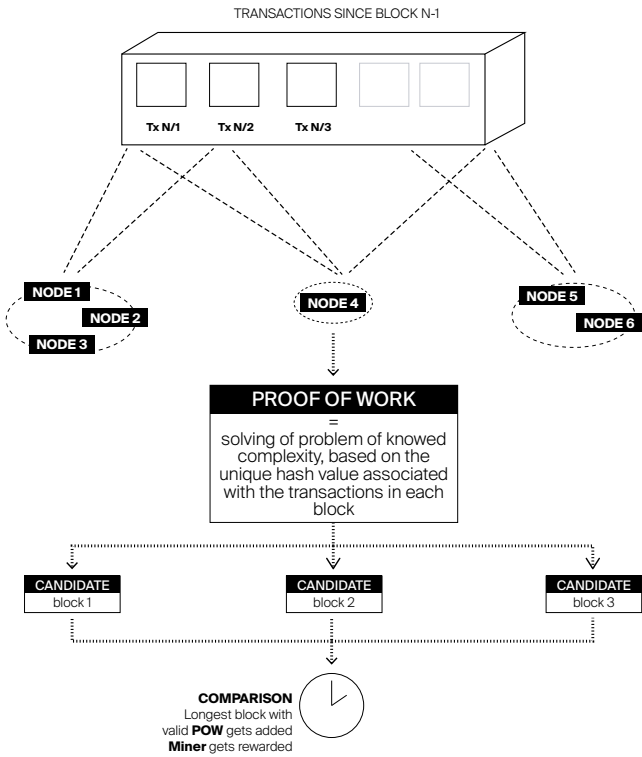 TRANSACTIONS SINCE BLOCK N-1
Tx N/1 Tx N/2 Tx N/3
NODE 1
NODE 2
NODE 3
NODE 4
NODE 5
NODE 6
PROOF OF WORK
=
solving of problem of knowed
complexity, based on the
unique hash value associated
with the transactions in each
block
CANDIDATE
block 1
CANDIDATE
block 2
CANDIDATE
block 3
COMPARISON
Longest block with
valid POW gets added
Miner gets rewarded